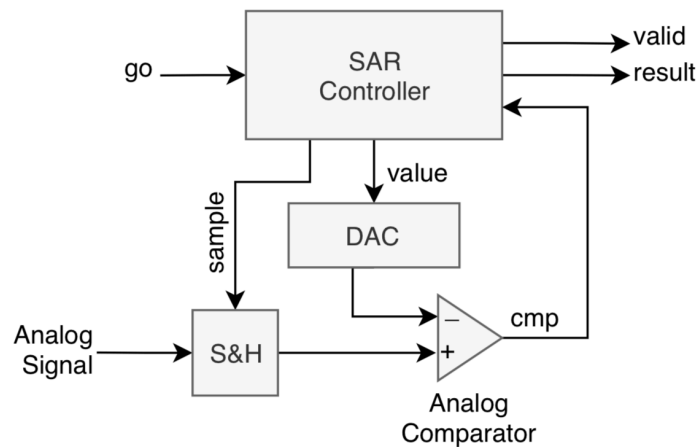 SAR
Controller
go
valid
result
value
sample
DAC
Analog
Signal
S&H
−
+
cmp
Analog
Comparator